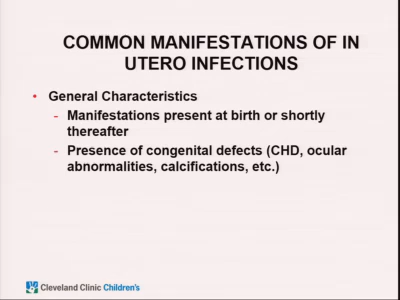 COMMON MANIFESTATIONS OF IN
UTERO INFECTIONS
• General Characteristics
- Manifestations present at birth or shortly
thereafter
- Presence of congenital defects (CHD, ocular
abnormalities, calcifications, etc.)
Cleveland Clinic Children's